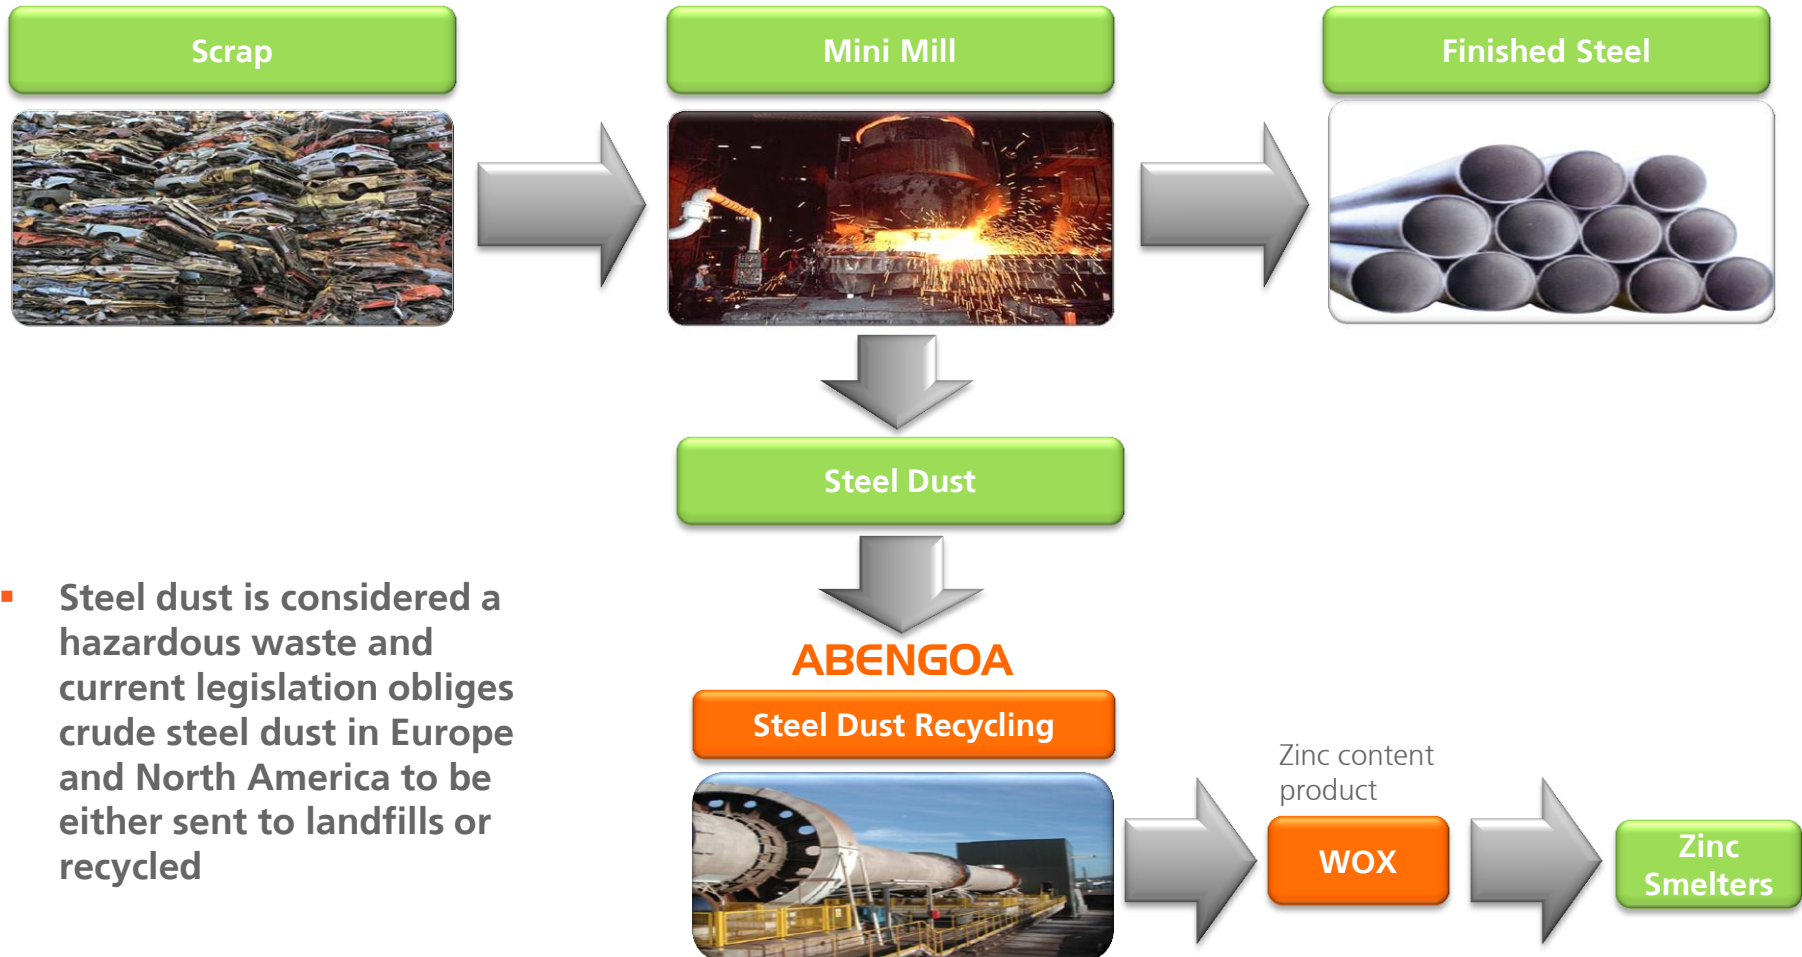 Scrap
Mini Mill
Finished Steel
Steel Dust
▪ Steel dust is considered a
hazardous waste and
current legislation obliges
crude steel dust in Europe
and North America to be
either sent to landfills or
recycled
ABENGOA
Steel Dust Recycling
Zinc content
product
WOX
Zinc
Smelters